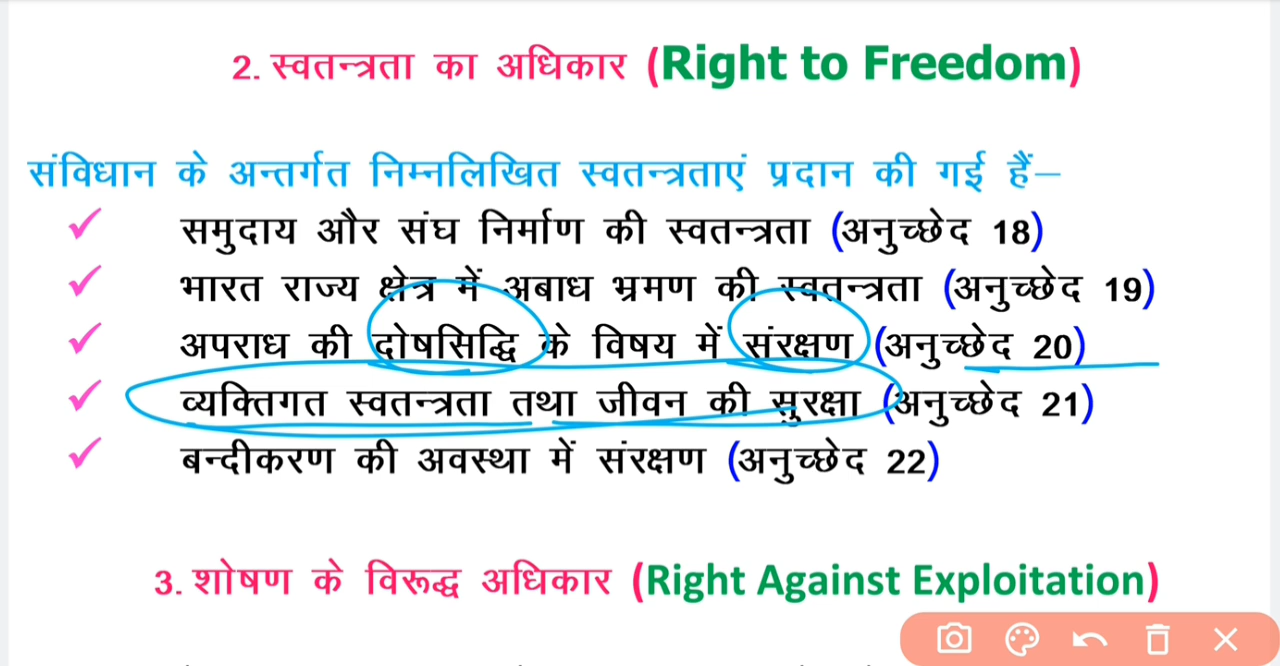 2. स्वतन्त्रता का अधिकार (Right to Freedom)
संविधान के अन्तर्गत निम्नलिखित स्वतन्त्रताएं प्रदान की गई हैं–
समुदाय और संघ निर्माण की स्वतन्त्रता (अनुच्छेद 18)
भारत राज्य क्षेत्र में अबाध भ्रमण की स्वतन्त्रता (अनुच्छेद 19)
अपराध की दोषसिद्धि के विषय में संरक्षण (अनुच्छेद 20)
व्यक्तिगत स्वतन्त्रता तथा जीवन की सुरक्षा (अनुच्छेद 21)
बन्दीकरण की अवस्था में संरक्षण (अनुच्छेद 22)
3. शोषण के विरूद्ध अधिकार (Right Against Exploitation)